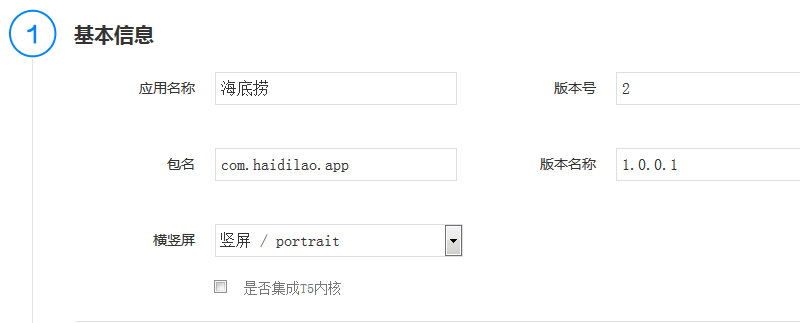 1 基本信息
应用名称 海底捞 版本号 2
包名 com.haidilao.app 版本名称 1.0.0.1
横竖屏 竖屏 / portrait
是否集成T5内核